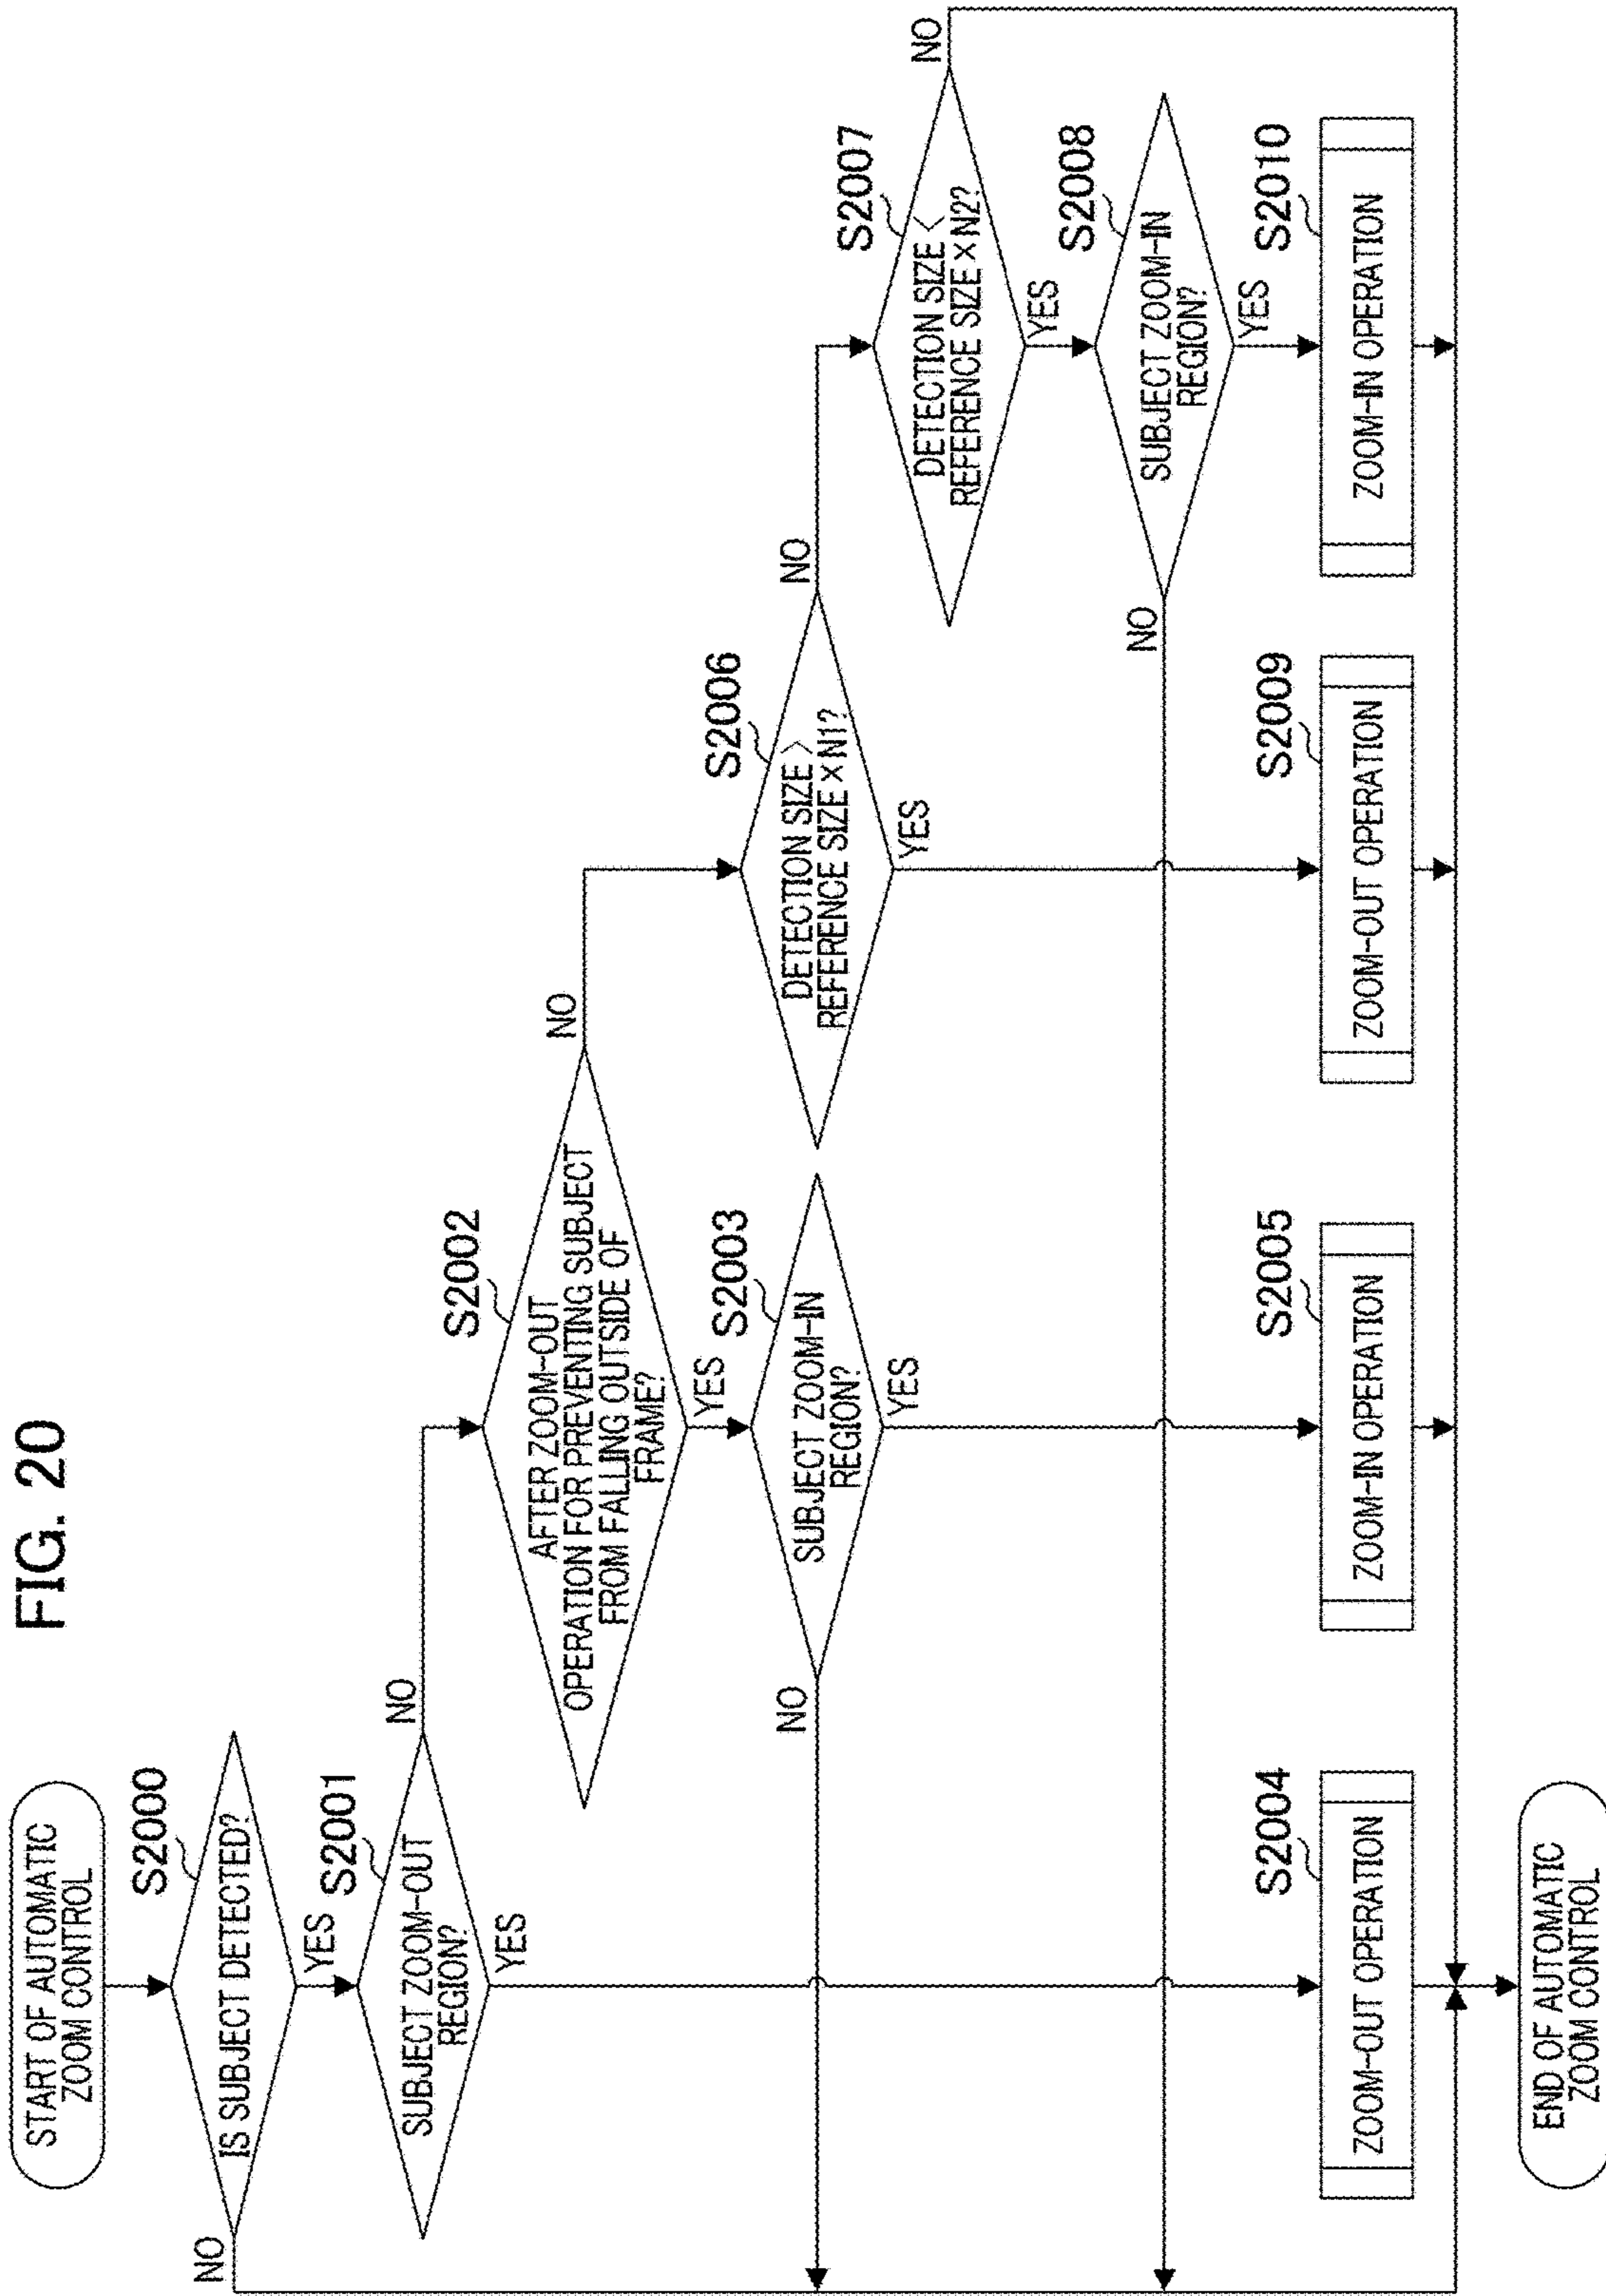 FIG. 20
START OF AUTOMATIC
ZOOM CONTROL
S2000
IS SUBJECT DETECTED?
NO
YES
S2001
SUBJECT ZOOM-OUT
REGION?
NO
YES
S2002
AFTER ZOOM-OUT
OPERATION FOR PREVENTING SUBJECT
FROM FALLING OUTSIDE OF
FRAME?
NO
YES
S2003
SUBJECT ZOOM-IN
REGION?
NO
YES
S2006
DETECTION SIZE >
REFERENCE SIZE × N1?
NO
YES
S2007
DETECTION SIZE <
REFERENCE SIZE × N2?
NO
YES
S2008
SUBJECT ZOOM-IN
REGION?
NO
YES
S2004
ZOOM-OUT OPERATION
S2005
ZOOM-IN OPERATION
S2009
ZOOM-OUT OPERATION
S2010
ZOOM-IN OPERATION
END OF AUTOMATIC
ZOOM CONTROL